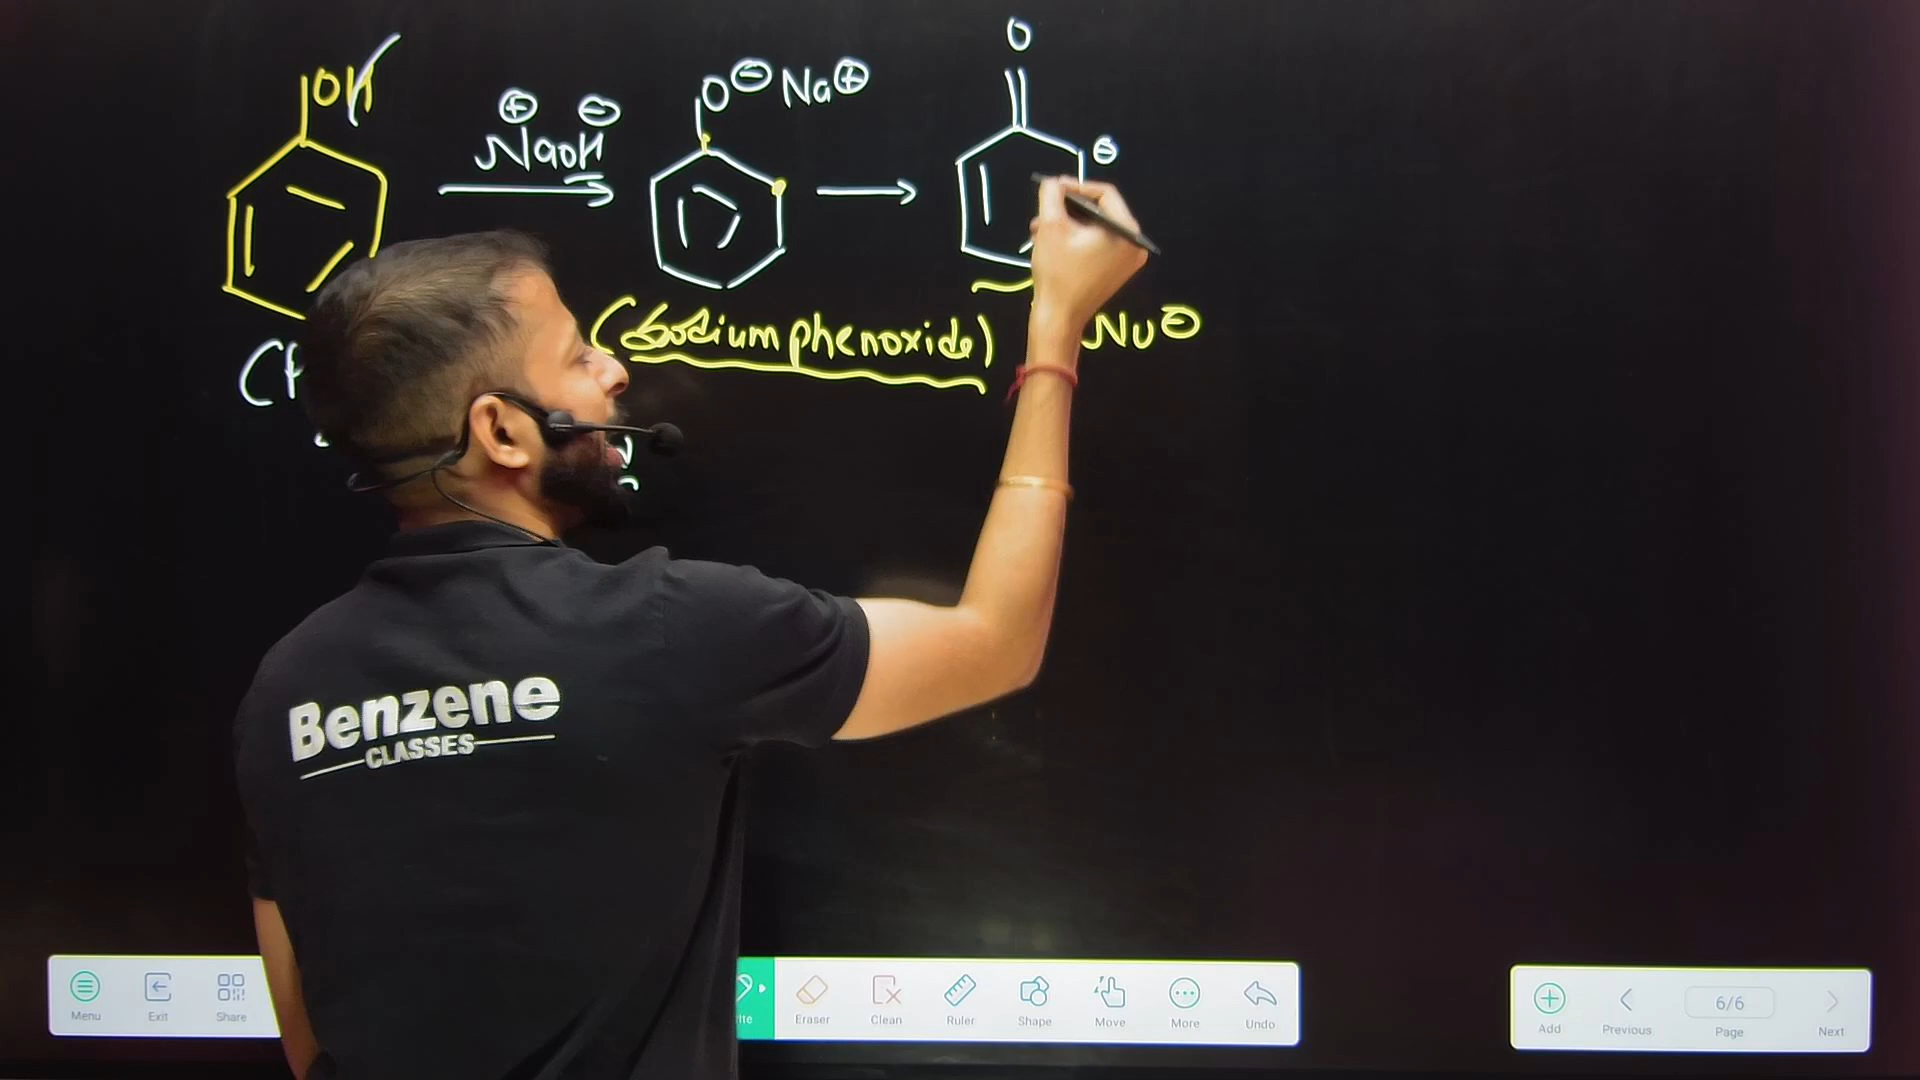 O
OH
O⊖ Na⊕
⊕ ⊖
NaOH
⊖
(Sodium phenoxide)
Nu⊖
Benzene
CLASSES
Menu
Exit
Share
Eraser
Clean
Ruler
Shape
Move
More
Undo
Add
Previous
6/6
Page
Next